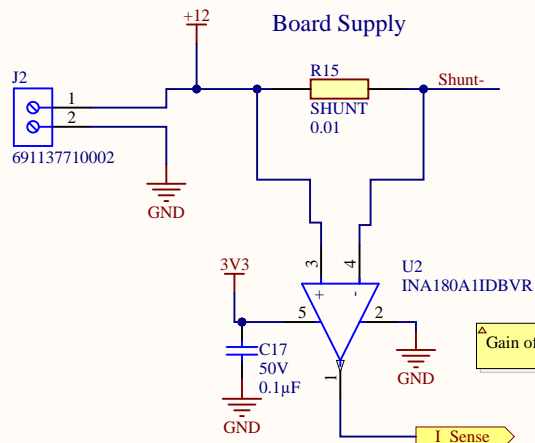 Board Supply
+12
J2
1
2
691137710002
GND
R15
SHUNT
0.01
Shunt-
3
4
+
-
U2
INA180A1IDBVR
3V3
5
2
C17
50V
0.1µF
GND
GND
1
Gain of
I_Sense